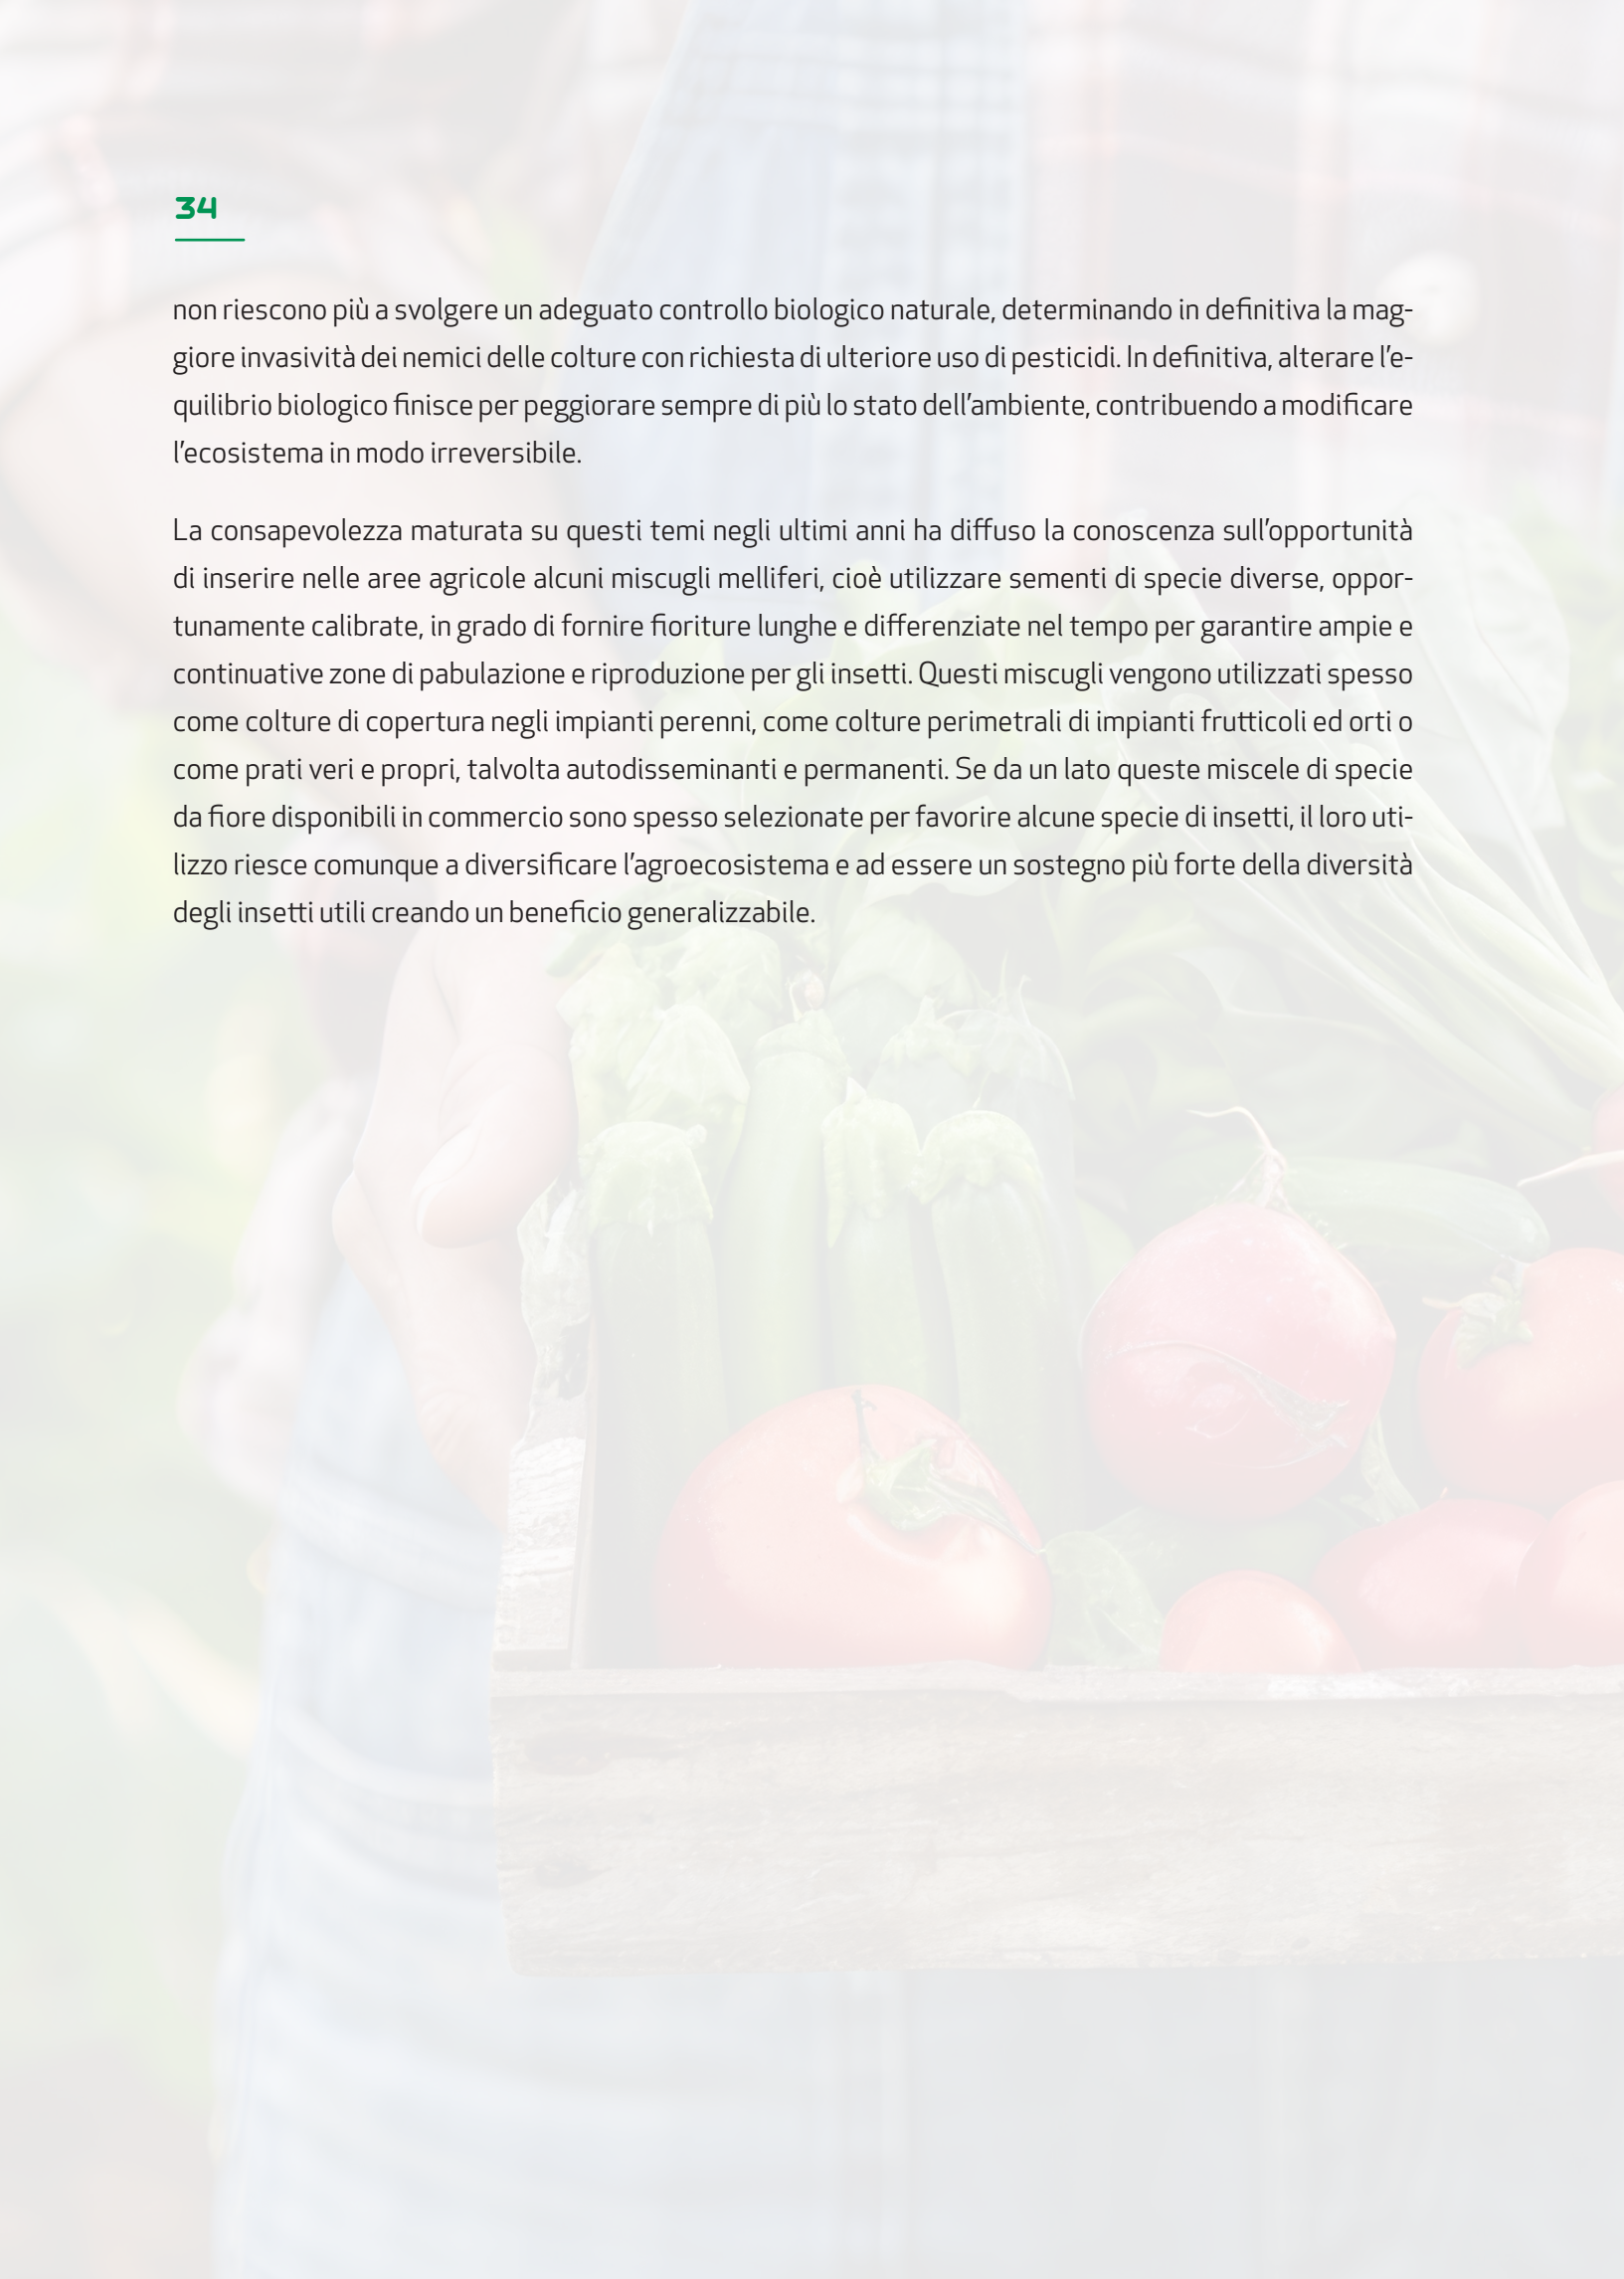 34
non riescono più a svolgere un adeguato controllo biologico naturale, determinando in definitiva la mag-
giore invasività dei nemici delle colture con richiesta di ulteriore uso di pesticidi. In definitiva, alterare l’e-
quilibrio biologico finisce per peggiorare sempre di più lo stato dell’ambiente, contribuendo a modificare
l’ecosistema in modo irreversibile.
La consapevolezza maturata su questi temi negli ultimi anni ha diffuso la conoscenza sull’opportunità
di inserire nelle aree agricole alcuni miscugli melliferi, cioè utilizzare sementi di specie diverse, oppor-
tunamente calibrate, in grado di fornire fioriture lunghe e differenziate nel tempo per garantire ampie e
continuative zone di pabulazione e riproduzione per gli insetti. Questi miscugli vengono utilizzati spesso
come colture di copertura negli impianti perenni, come colture perimetrali di impianti frutticoli ed orti o
come prati veri e propri, talvolta autodisseminanti e permanenti. Se da un lato queste miscele di specie
da fiore disponibili in commercio sono spesso selezionate per favorire alcune specie di insetti, il loro uti-
lizzo riesce comunque a diversificare l’agroecosistema e ad essere un sostegno più forte della diversità
degli insetti utili creando un beneficio generalizzabile.